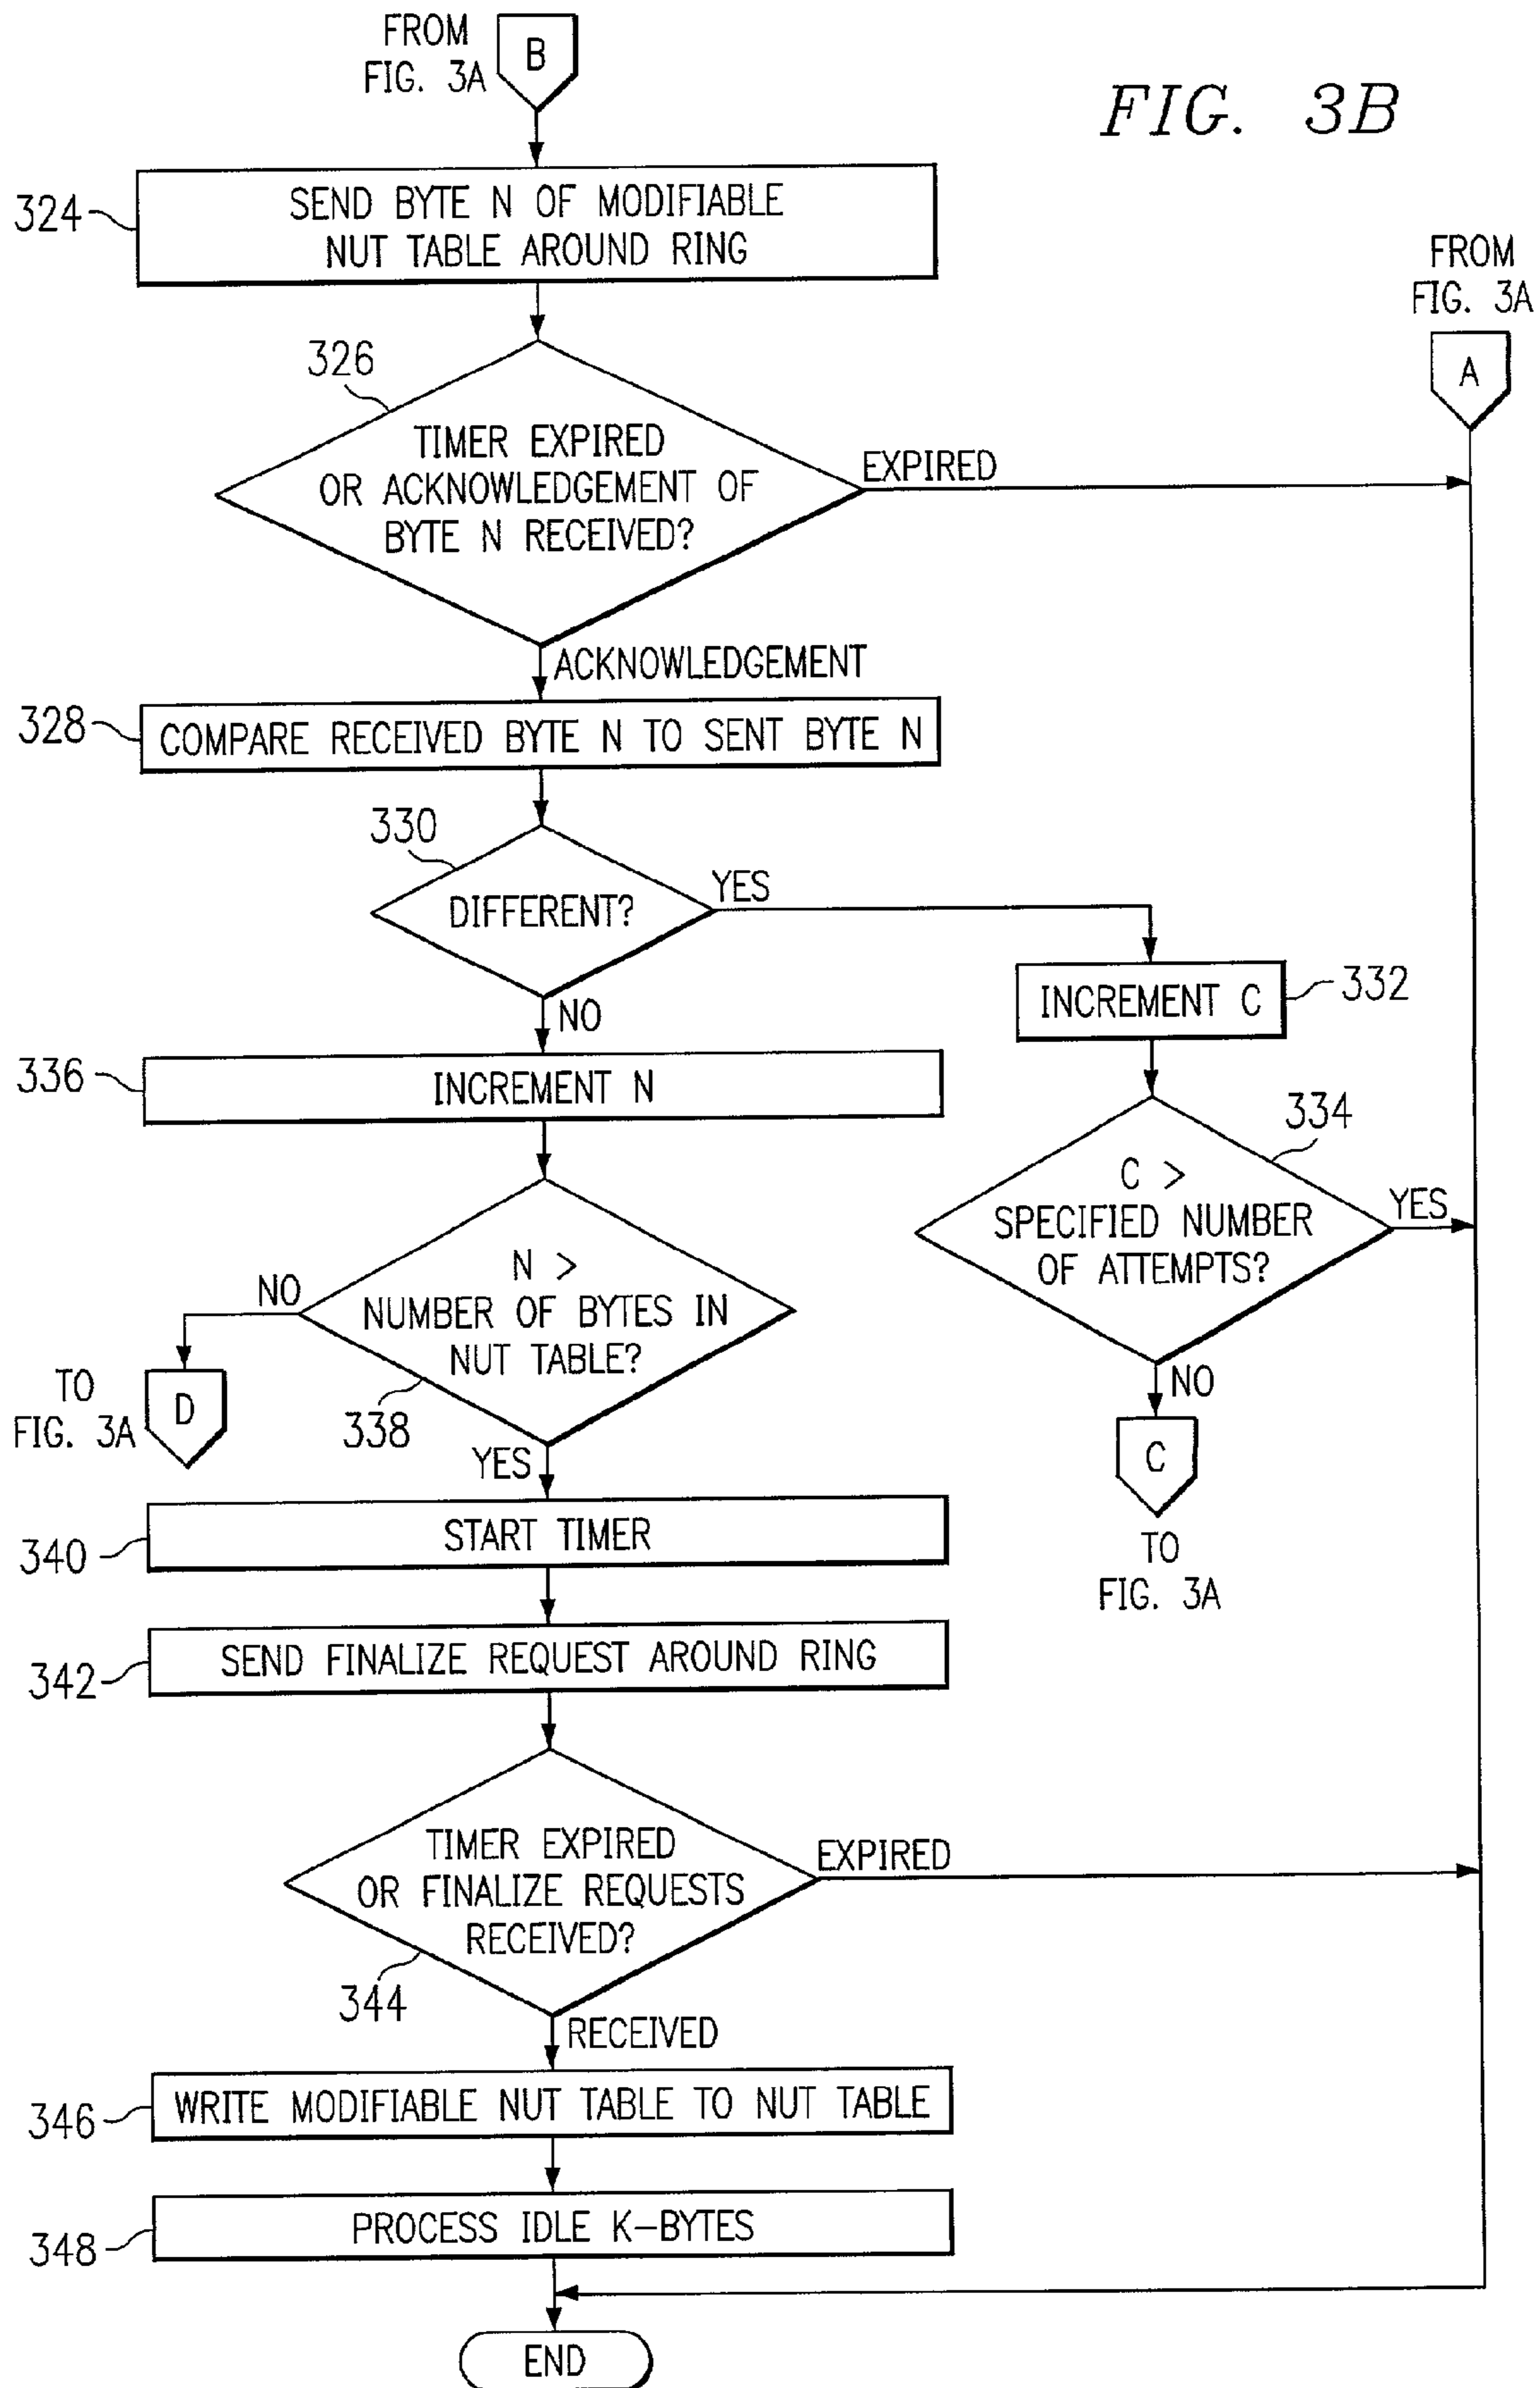 FROM
FIG. 3A
B
FIG. 3B
324
SEND BYTE N OF MODIFIABLE
NUT TABLE AROUND RING
FROM
FIG. 3A
A
326
TIMER EXPIRED
OR ACKNOWLEDGEMENT OF
BYTE N RECEIVED?
EXPIRED
ACKNOWLEDGEMENT
328
COMPARE RECEIVED BYTE N TO SENT BYTE N
330
DIFFERENT?
YES
NO
INCREMENT C
332
336
INCREMENT N
334
C >
SPECIFIED NUMBER
OF ATTEMPTS?
YES
NO
C
TO
FIG. 3A
N >
NUMBER OF BYTES IN
NUT TABLE?
NO
TO
FIG. 3A
D
338
YES
340
START TIMER
342
SEND FINALIZE REQUEST AROUND RING
TIMER EXPIRED
OR FINALIZE REQUESTS
RECEIVED?
EXPIRED
344
RECEIVED
346
WRITE MODIFIABLE NUT TABLE TO NUT TABLE
348
PROCESS IDLE K-BYTES
END